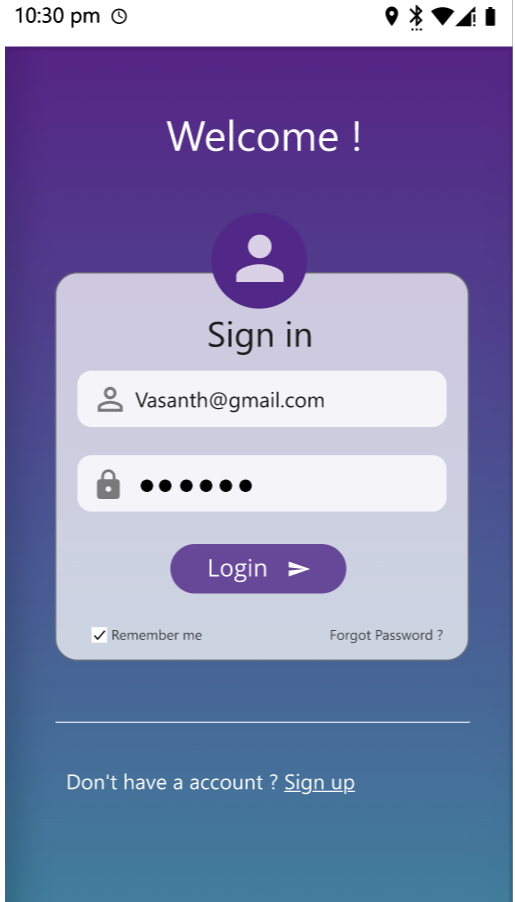 10:30 pm
Welcome !
Sign in
Vasanth@gmail.com
●●●●●●
Login
Remember me Forgot Password ?
Don't have a account ? Sign up